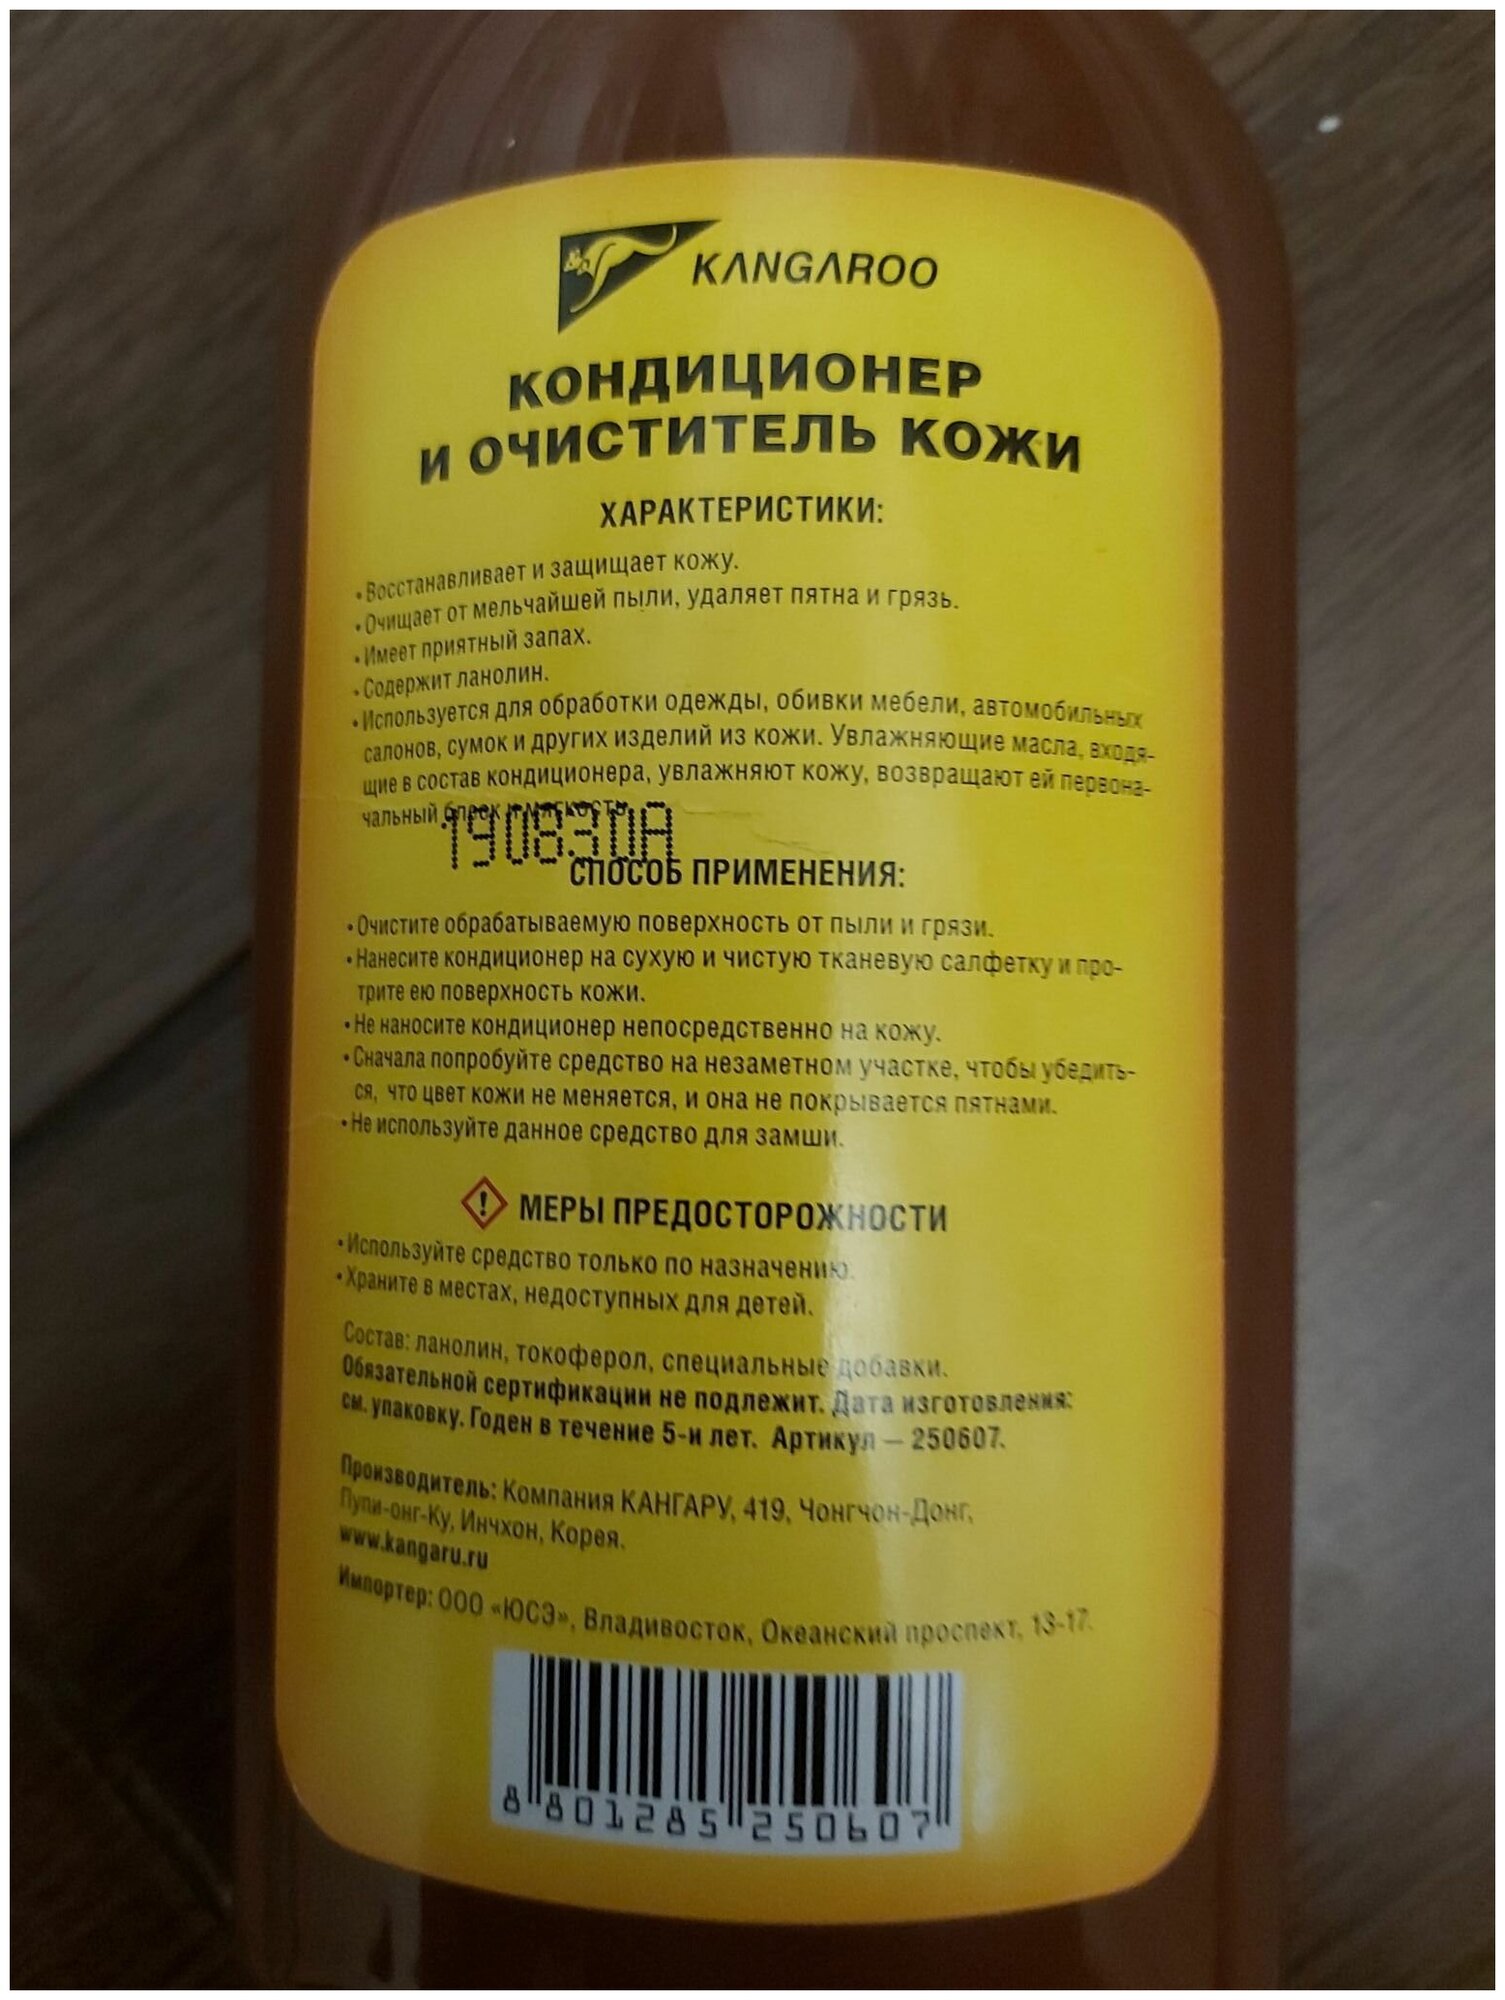 KANGAROO
КОНДИЦИОНЕР
И ОЧИСТИТЕЛЬ КОЖИ
ХАРАКТЕРИСТИКИ:
•Восстанавливает и защищает кожу.
•Очищает от мельчайшей пыли, удаляет пятна и грязь.
•Имеет приятный запах.
•Содержит ланолин.
•Используется для обработки одежды, обивки мебели, автомобильных
салонов, сумок и других изделий из кожи. Увлажняющие масла, входя-
щие в состав кондиционера, увлажняют кожу, возвращают ей первона-
чальный блеск и мягкость.
190830A
СПОСОБ ПРИМЕНЕНИЯ:
•Очистите обрабатываемую поверхность от пыли и грязи.
•Нанесите кондиционер на сухую и чистую тканевую салфетку и про-
трите ею поверхность кожи.
•Не наносите кондиционер непосредственно на кожу.
•Сначала попробуйте средство на незаметном участке, чтобы убедить-
ся, что цвет кожи не меняется, и она не покрывается пятнами.
•Не используйте данное средство для замши.
! МЕРЫ ПРЕДОСТОРОЖНОСТИ
•Используйте средство только по назначению.
•Храните в местах, недоступных для детей.
Состав: ланолин, токоферол, специальные добавки.
Обязательной сертификации не подлежит. Дата изготовления:
см. упаковку. Годен в течение 5-и лет. Артикул — 250607.
Производитель: Компания КАНГАРУ, 419, Чонгчон-Донг,
Пупи-онг-Ку, Инчхон, Корея.
www.kangaru.ru
Импортер: ООО «ЮСЭ», Владивосток, Океанский проспект, 13-17.
8 801285 250607